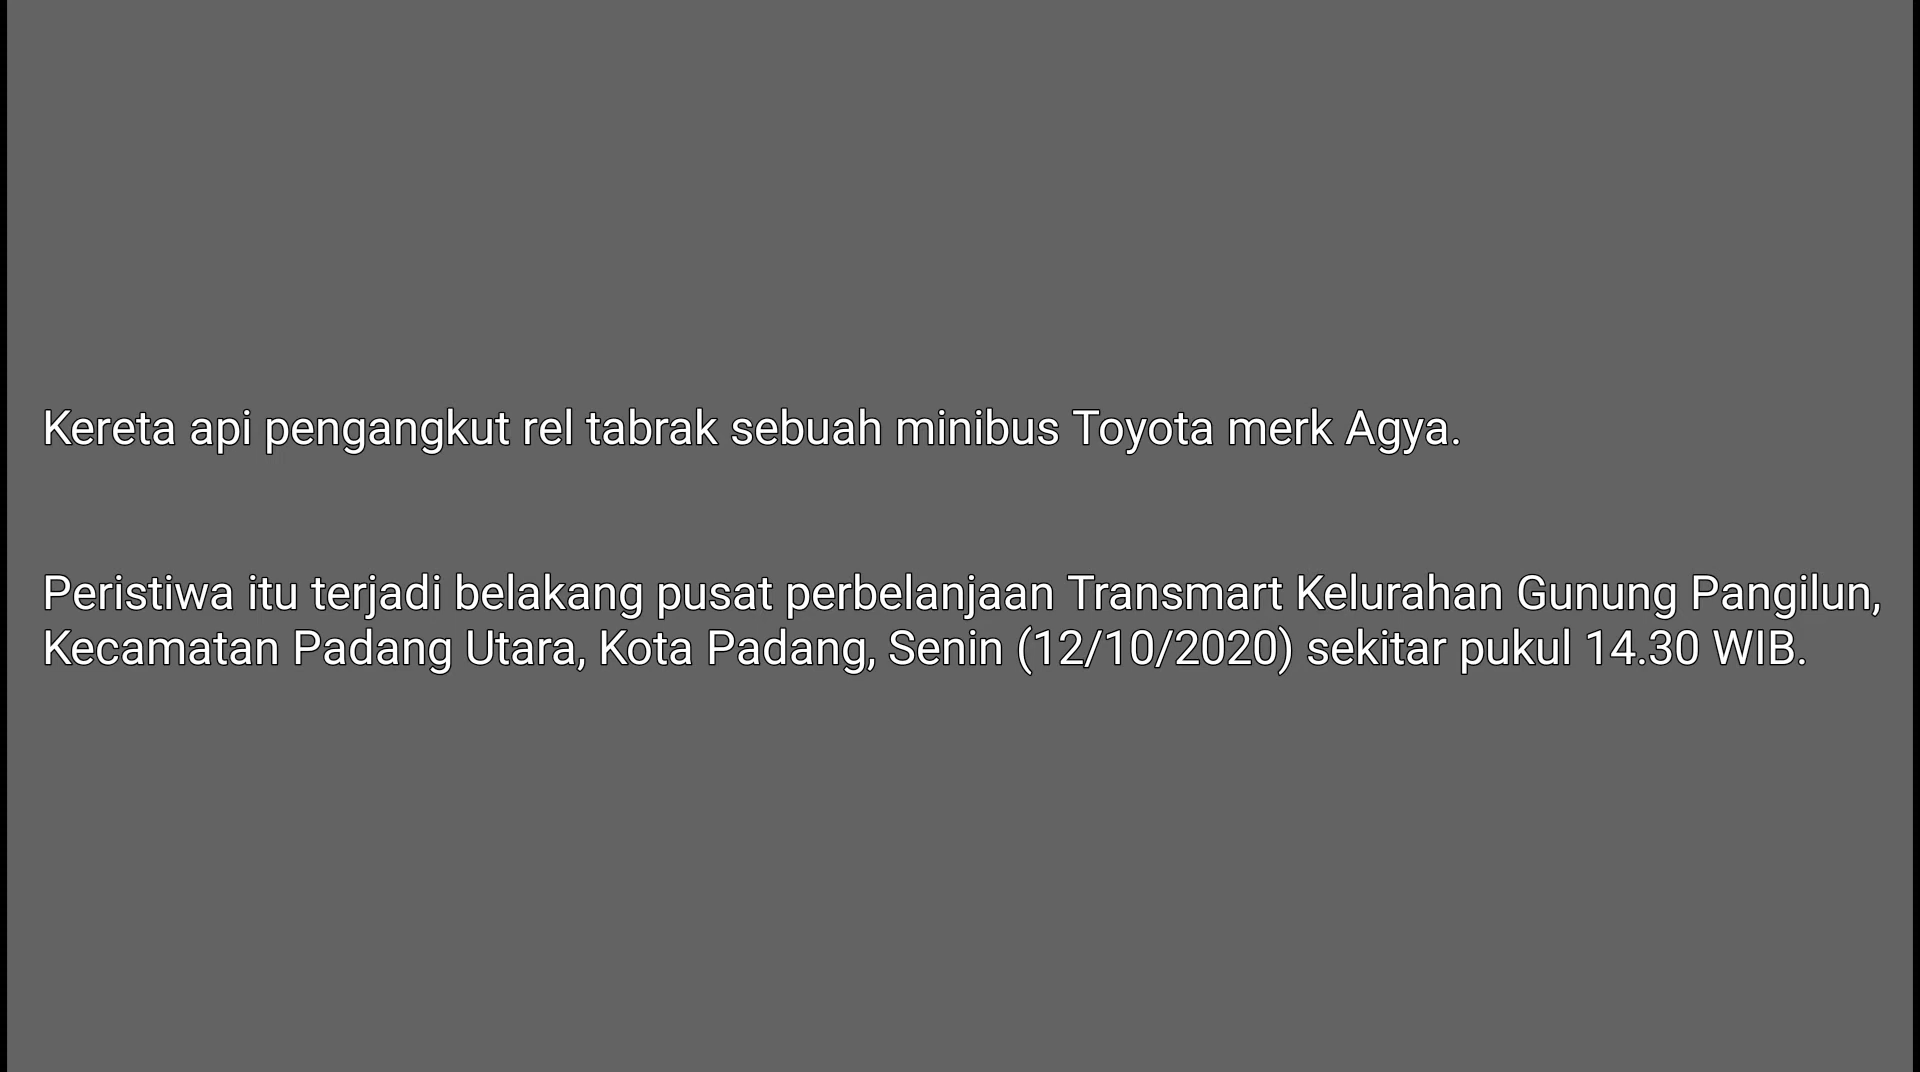 Kereta api pengangkut rel tabrak sebuah minibus Toyota merk Agya.
Peristiwa itu terjadi belakang pusat perbelanjaan Transmart Kelurahan Gunung Pangilun,
Kecamatan Padang Utara, Kota Padang, Senin (12/10/2020) sekitar pukul 14.30 WIB.